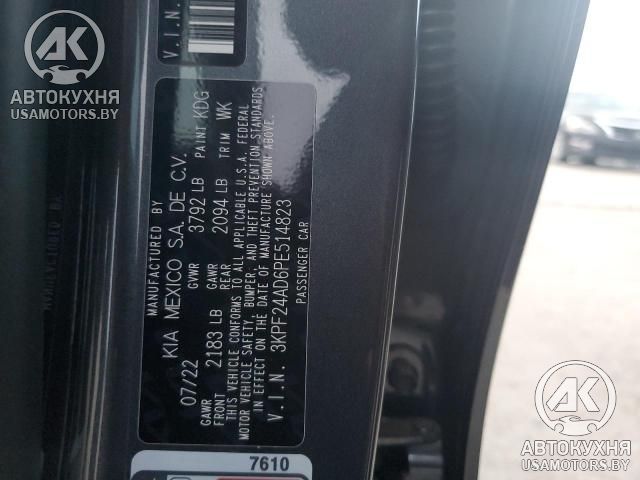 AK
АВТОКУХНЯ
USAMOTORS.BY
V.I.N.
MANUFACTURED BY
KIA MEXICO S.A. DE C.V.
07/22 GVWR 3792 LB PAINT KDG
GAWR FRONT 2183 LB GAWR REAR 2094 LB TRIM WK
THIS VEHICLE CONFORMS TO ALL APPLICABLE U.S.A. FEDERAL
MOTOR VEHICLE SAFETY, BUMPER, AND THEFT PREVENTION STANDARDS
IN EFFECT ON THE DATE OF MANUFACTURE SHOWN ABOVE.
V.I.N. 3KPF24AD6PE514823
PASSENGER CAR
7610
AK
АВТОКУХНЯ
USAMOTORS.BY